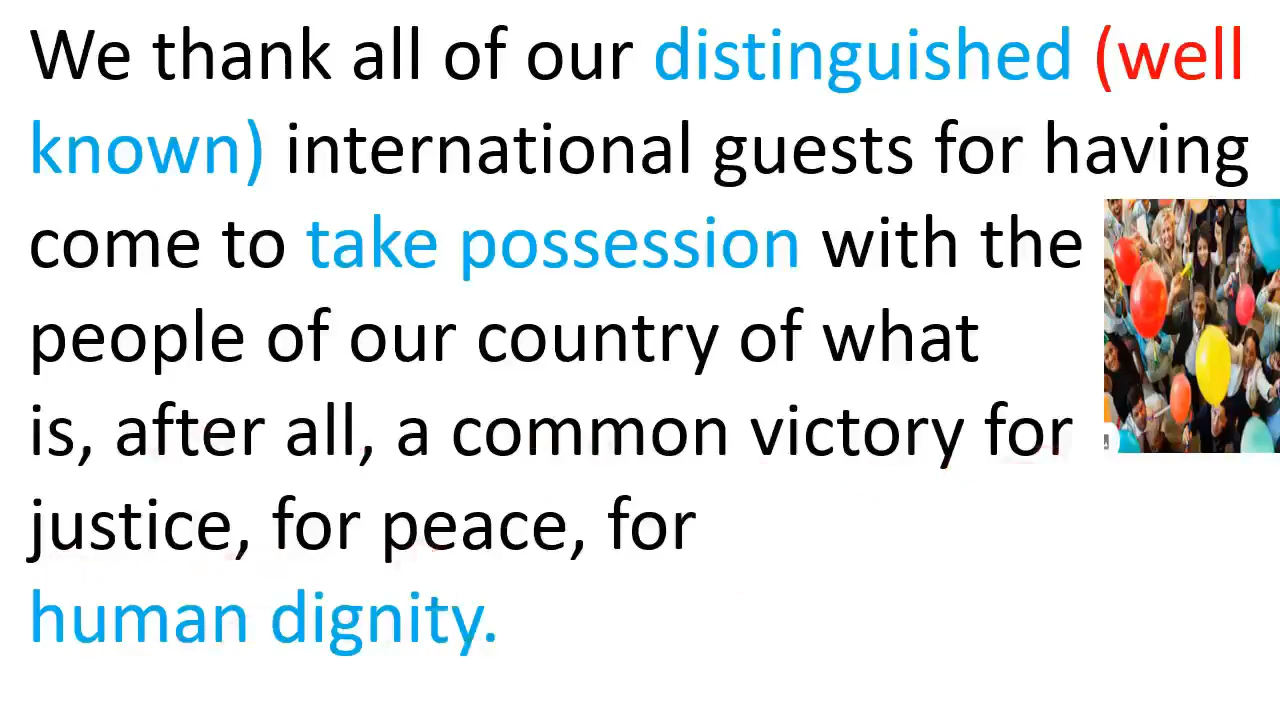 We thank all of our distinguished (well
known) international guests for having
come to take possession with the
people of our country of what
is, after all, a common victory for
justice, for peace, for
human dignity.